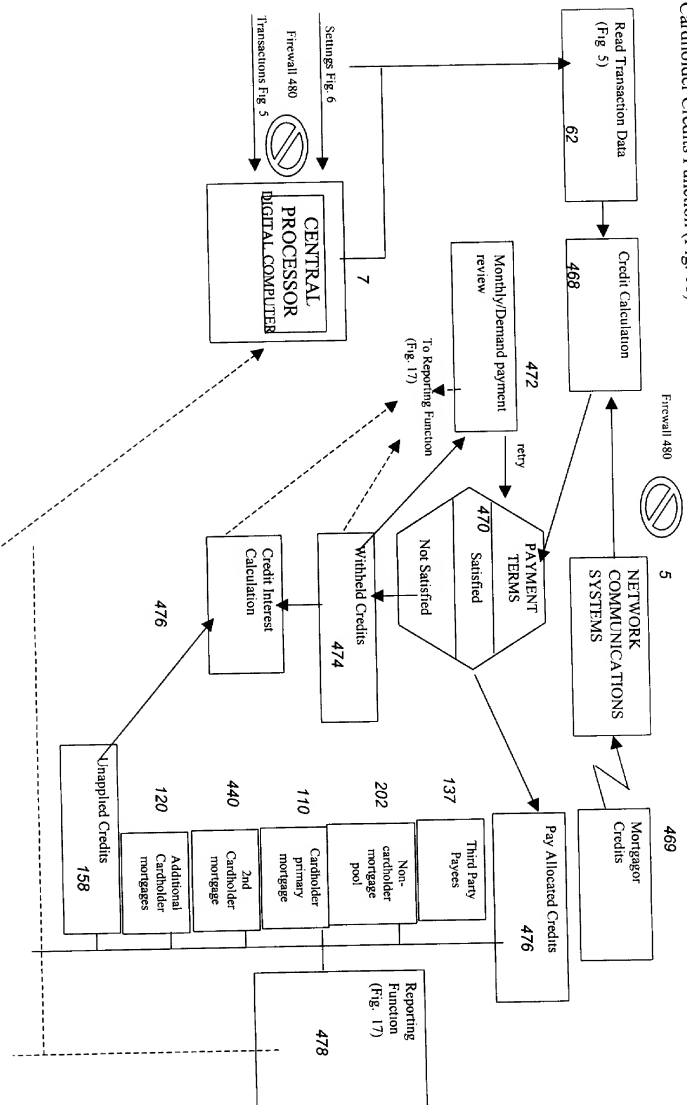 Cardholder Credits Function
Read Transaction Data
(Fig 5)
62
Credit Calculation
468
Firewall 480
5
NETWORK
COMMUNICATIONS
SYSTEMS
469
Mortgagor
Credits
Settings Fig. 6
Firewall 480
Transactions Fig 5
CENTRAL
PROCESSOR
DIGITAL COMPUTER
7
472
Monthly/Demand payment
review
retry
To Reporting Function
(Fig. 17)
PAYMENT
TERMS
470
Satisfied
Not Satisfied
Withheld Credits
474
Credit Interest
Calculation
476
Pay Allocated Credits
476
137
Third Party
Payees
202
Non-
cardholder
mortgage
pool
110
Cardholder
primary
mortgage
440
2nd
Cardholder
mortgage
120
Additional
Cardholder
mortgages
Unapplied Credits
158
Reporting
Function
(Fig. 17)
478